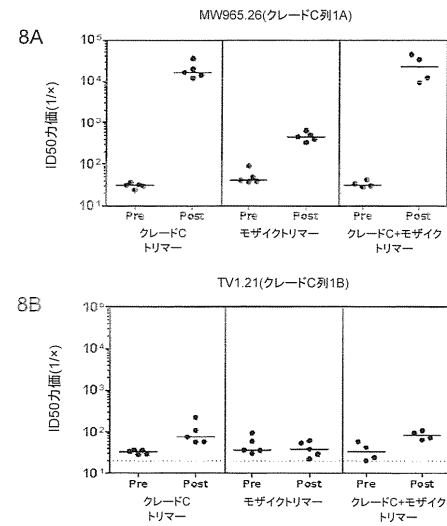 8A
MW965.26(クレードC列1A)
ID50力価(1/×)
10⁵
10⁴
10³
10²
10¹
Pre Post Pre Post Pre Post
クレードC
トリマー
モザイクトリマー
クレードC+モザイク
トリマー
8B
TV1.21(クレードC列1B)
ID50力価(1/×)
10⁵
10⁴
10³
10²
10¹
Pre Post Pre Post Pre Post
クレードC
トリマー
モザイクトリマー
クレードC+モザイク
トリマー